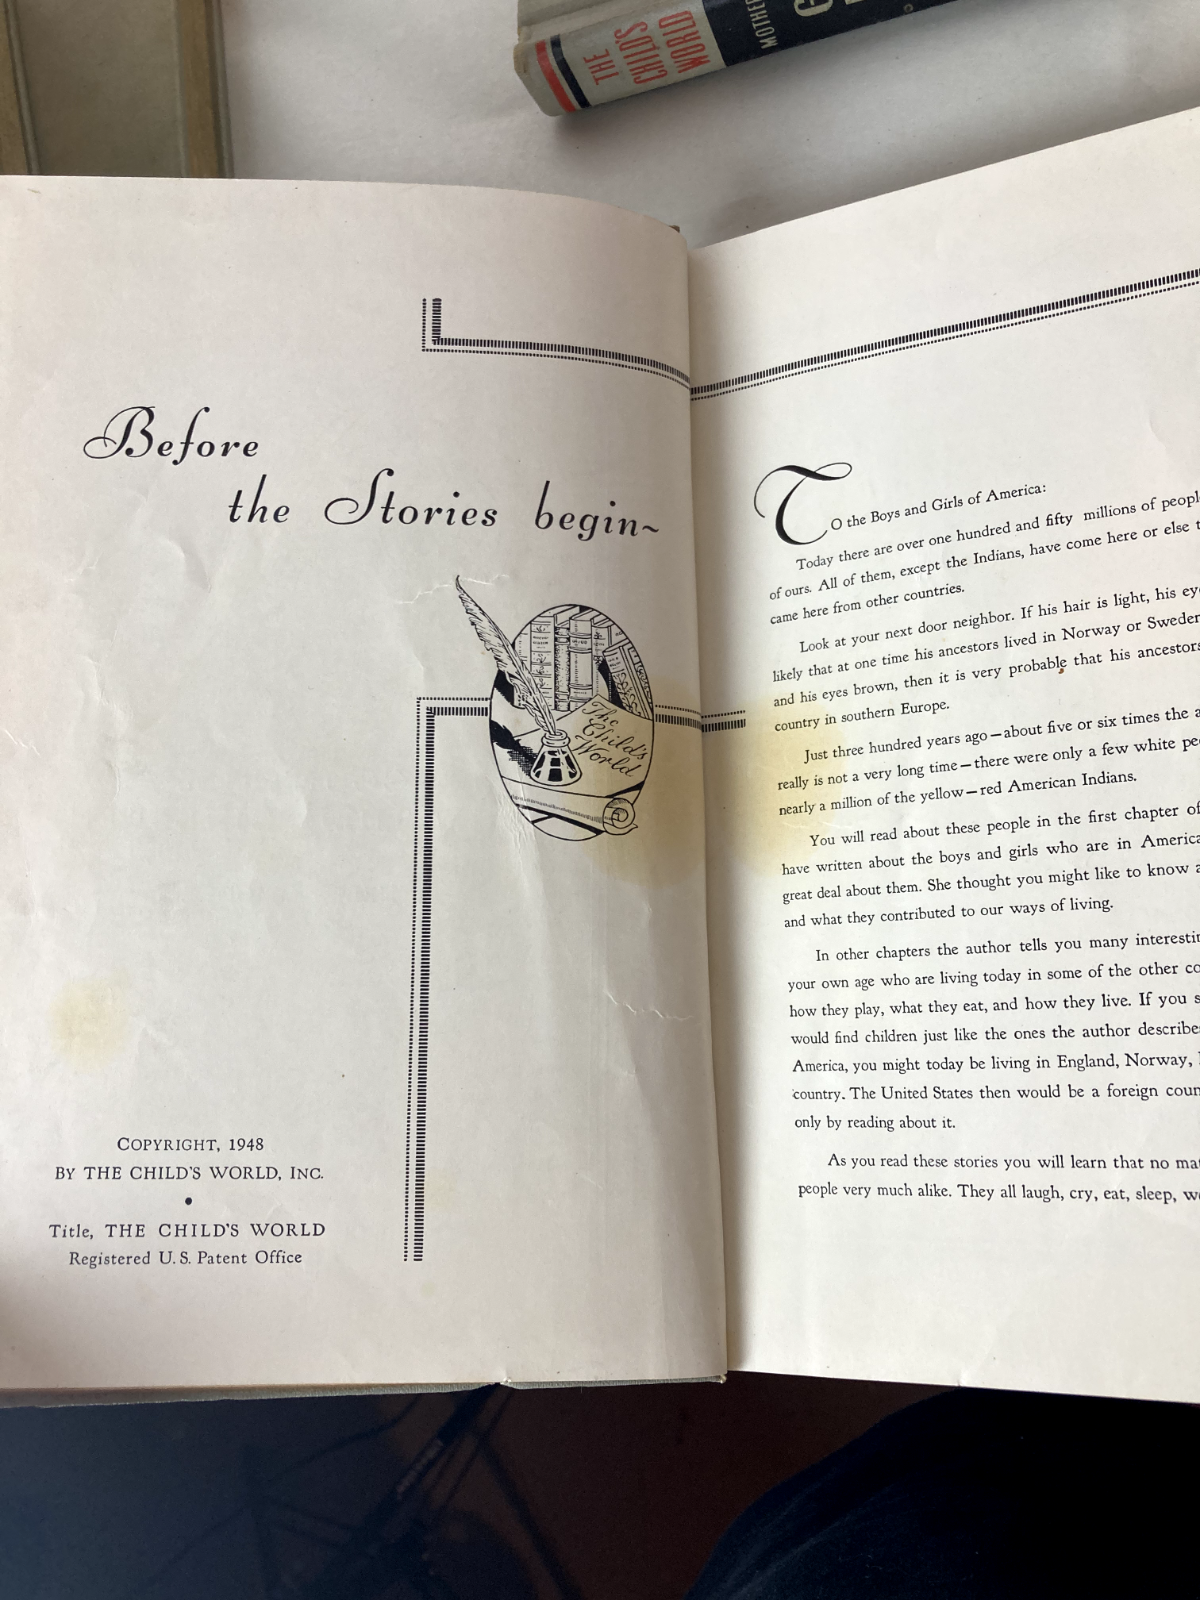 THE
CHILD'S
WORLD
MOTHER
G
Before
the Stories begin~
The
Child's
World
COPYRIGHT, 1948
BY THE CHILD'S WORLD, INC.
•
Title, THE CHILD'S WORLD
Registered U.S. Patent Office
TO the Boys and Girls of America:
Today there are over one hundred and fifty millions of people
of ours. All of them, except the Indians, have come here or else
came here from other countries.
Look at your next door neighbor. If his hair is light, his
likely that at one time his ancestors lived in Norway or Sweden
and his eyes brown, then it is very probable that his ancestors
country in southern Europe.
Just three hundred years ago—about five or six times the
really is not a very long time—there were only a few white
nearly a million of the yellow—red American Indians.
You will read about these people in the first chapter of
have written about the boys and girls who are in America
great deal about them. She thought you might like to know
and what they contributed to our ways of living.
In other chapters the author tells you many
your own age who are living today in some of the other
how they play, what they eat, and how they live. If you
would find children just like the ones the author describes
America, you might today be living in England, Norway,
country. The United States then would be a foreign
only by reading about it.
As you read these stories you will learn that no
people very much alike. They all laugh, cry, eat, sleep,